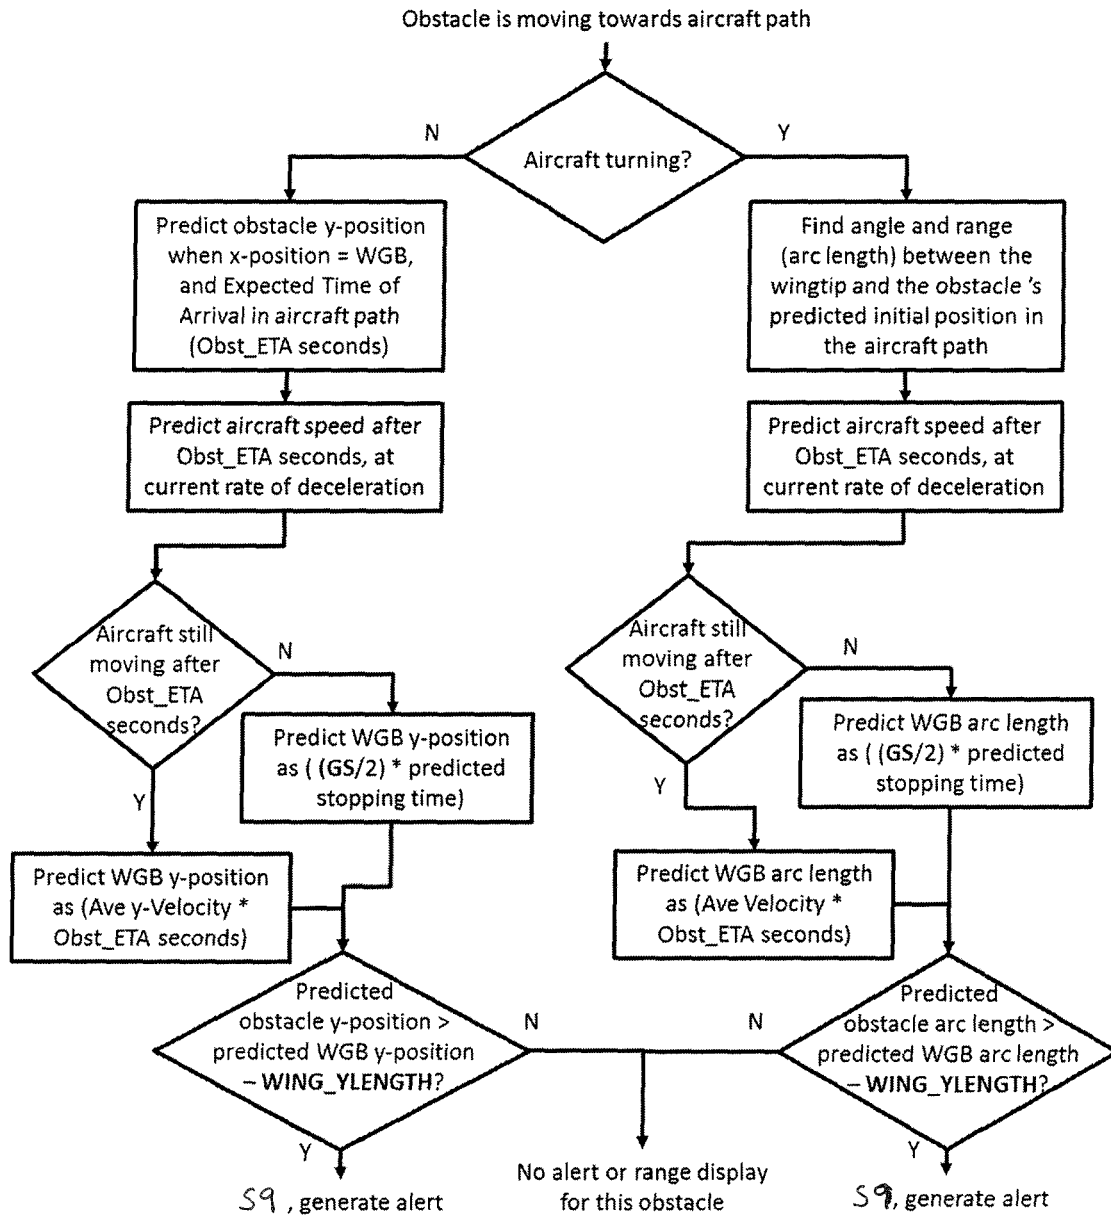 Obstacle is moving towards aircraft path
N
Y
Aircraft turning?
Predict obstacle y-position
when x-position = WGB,
and Expected Time of
Arrival in aircraft path
(Obst_ETA seconds)
Find angle and range
(arc length) between the
wingtip and the obstacle 's
predicted initial position in
the aircraft path
Predict aircraft speed after
Obst_ETA seconds, at
current rate of deceleration
Predict aircraft speed after
Obst_ETA seconds, at
current rate of deceleration
Aircraft still
moving after
Obst_ETA
seconds?
N
Y
Predict WGB y-position
as ( (GS/2) * predicted
stopping time)
Predict WGB y-position
as (Ave y-Velocity *
Obst_ETA seconds)
Aircraft still
moving after
Obst_ETA
seconds?
N
Y
Predict WGB arc length
as ( (GS/2) * predicted
stopping time)
Predict WGB arc length
as (Ave Velocity *
Obst_ETA seconds)
Predicted
obstacle y-position >
predicted WGB y-position
– WING_YLENGTH?
N
Y
N
Predicted
obstacle arc length >
predicted WGB arc length
– WING_YLENGTH?
Y
S9 , generate alert
No alert or range display
for this obstacle
S9, generate alert